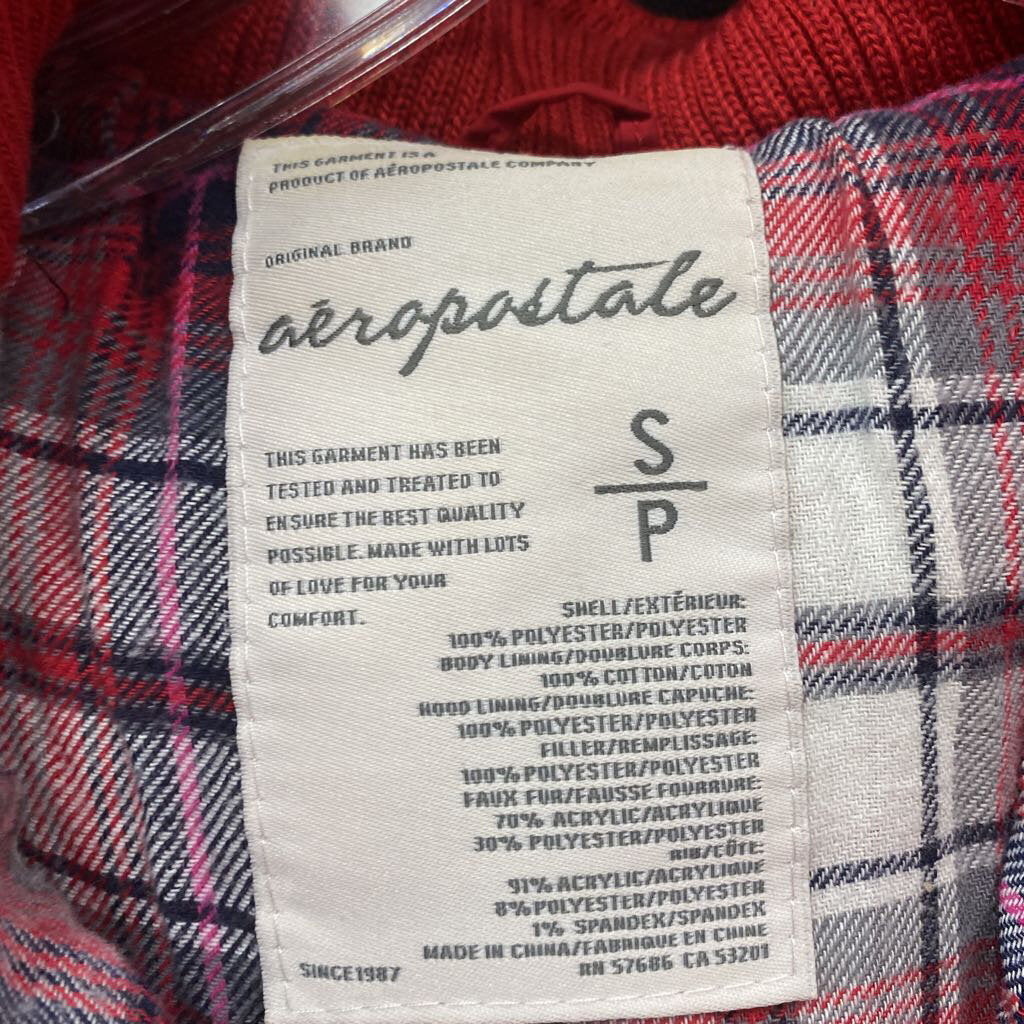 THIS GARMENT IS A
PRODUCT OF AÉROPOSTALE COMPANY
ORIGINAL BRAND
aéropostale
S
P
THIS GARMENT HAS BEEN
TESTED AND TREATED TO
ENSURE THE BEST QUALITY
POSSIBLE. MADE WITH LOTS
OF LOVE FOR YOUR
COMFORT.
SHELL/EXTÉRIEUR:
100% POLYESTER/POLYESTER
BODY LINING/DOUBLURE CORPS:
100% COTTON/COTON
HOOD LINING/DOUBLURE CAPUCHE:
100% POLYESTER/POLYESTER
FILLER/REMPLISSAGE:
100% POLYESTER/POLYESTER
FAUX FUR/FAUSSE FOURRURE:
70% ACRYLIC/ACRYLIQUE
30% POLYESTER/POLYESTER
RIB/CÔTE:
91% ACRYLIC/ACRYLIQUE
8% POLYESTER/POLYESTER
1% SPANDEX/SPANDEX
MADE IN CHINA/FABRIQUE EN CHINE
SINCE 1987
RN 57686 CA 53201